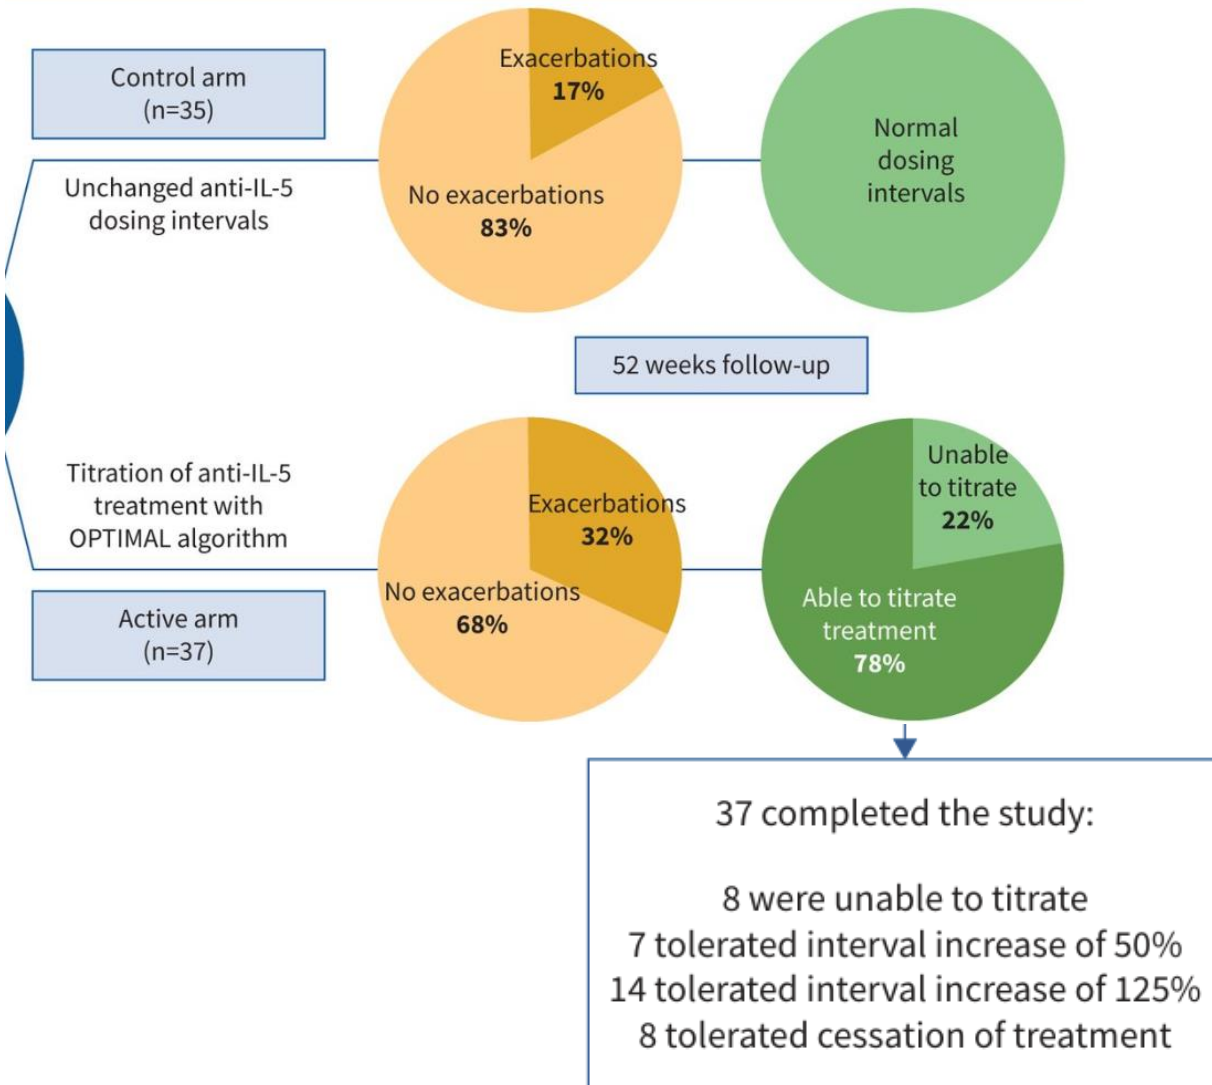 Control arm
(n=35)
Unchanged anti-IL-5
dosing intervals
Exacerbations
17%
No exacerbations
83%
Normal
dosing
intervals
52 weeks follow-up
Titration of anti-IL-5
treatment with
OPTIMAL algorithm
Active arm
(n=37)
Exacerbations
32%
No exacerbations
68%
Unable
to titrate
22%
Able to titrate
treatment
78%
37 completed the study:
8 were unable to titrate
7 tolerated interval increase of 50%
14 tolerated interval increase of 125%
8 tolerated cessation of treatment